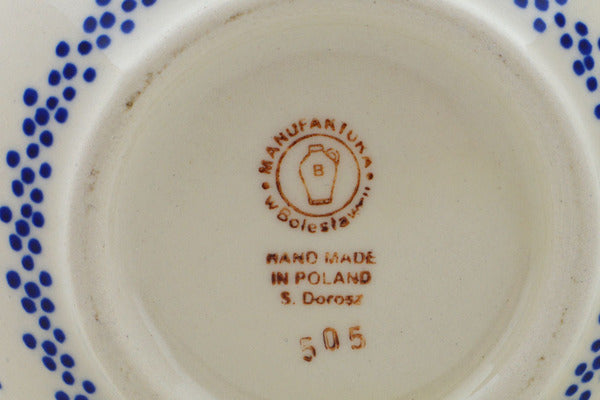 MANUFAKTURA
W Bolesławcu
B
HAND MADE
IN POLAND
S. Dorosz
505